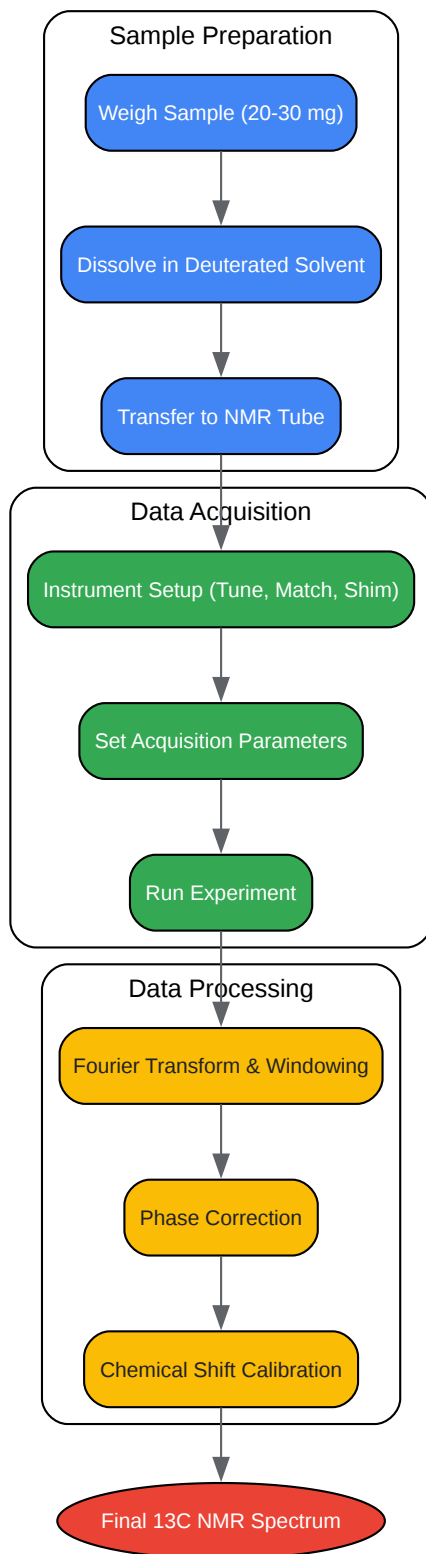 Sample Preparation
Weigh Sample (20-30 mg)
Dissolve in Deuterated Solvent
Transfer to NMR Tube
Data Acquisition
Instrument Setup (Tune, Match, Shim)
Set Acquisition Parameters
Run Experiment
Data Processing
Fourier Transform & Windowing
Phase Correction
Chemical Shift Calibration
Final 13C NMR Spectrum